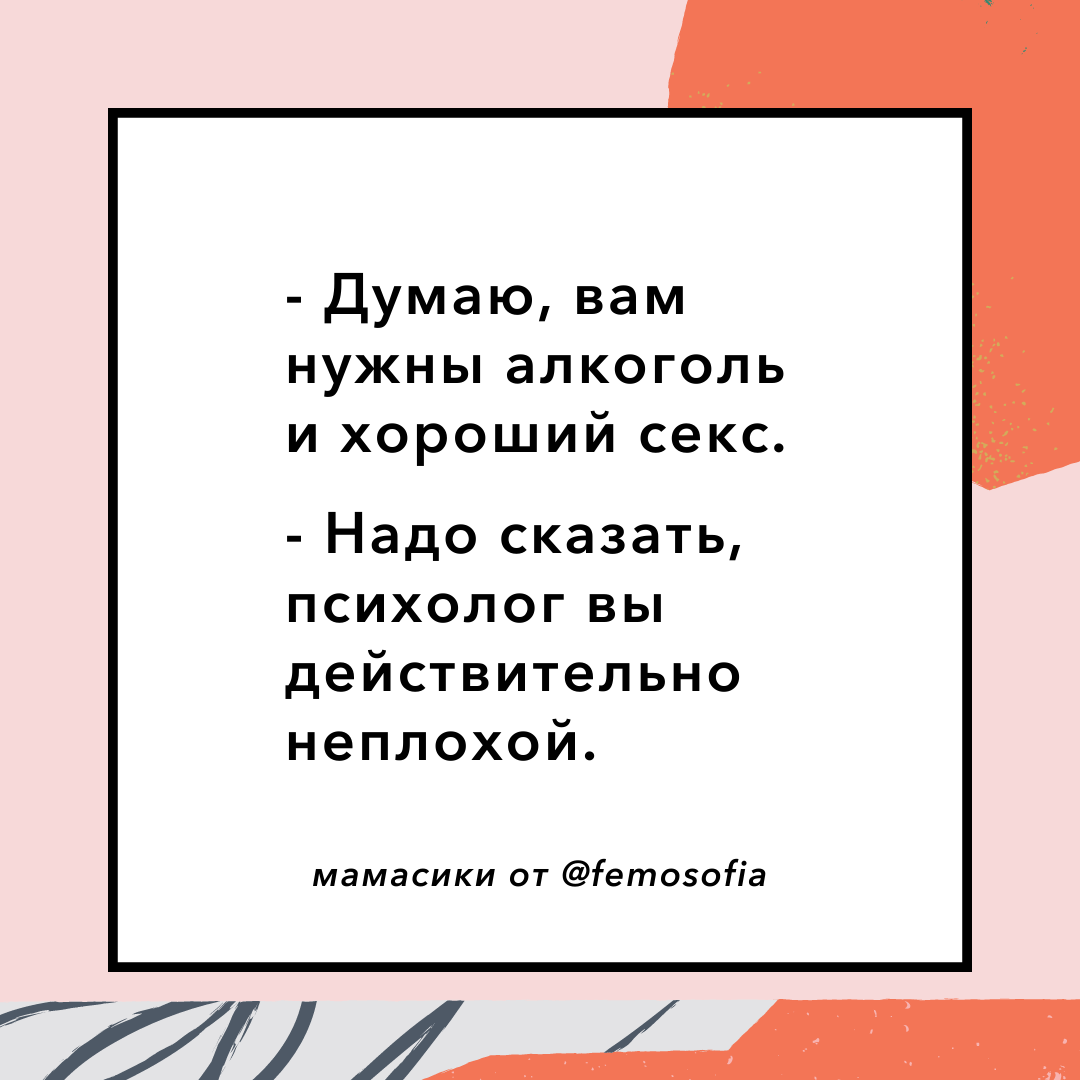 - Думаю, вам
нужны алкоголь
и хороший секс.
- Надо сказать,
психолог вы
действительно
неплохой.
мамасики от @femosofia